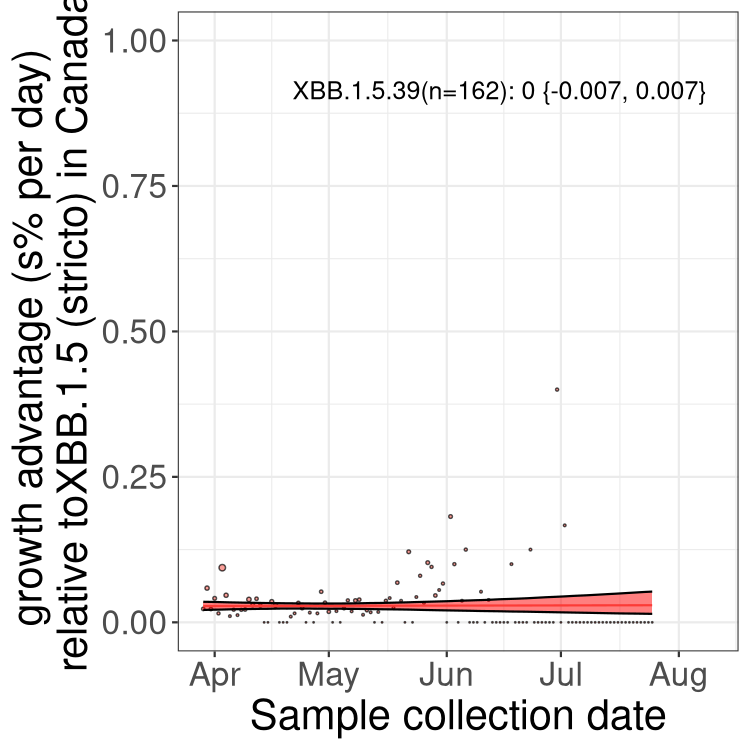 growth advantage (s% per day)
relative toXBB.1.5 (stricto) in Canada
1.00
0.75
0.50
0.25
0.00
XBB.1.5.39(n=162): 0 {-0.007, 0.007}
Apr May Jun Jul Aug
Sample collection date